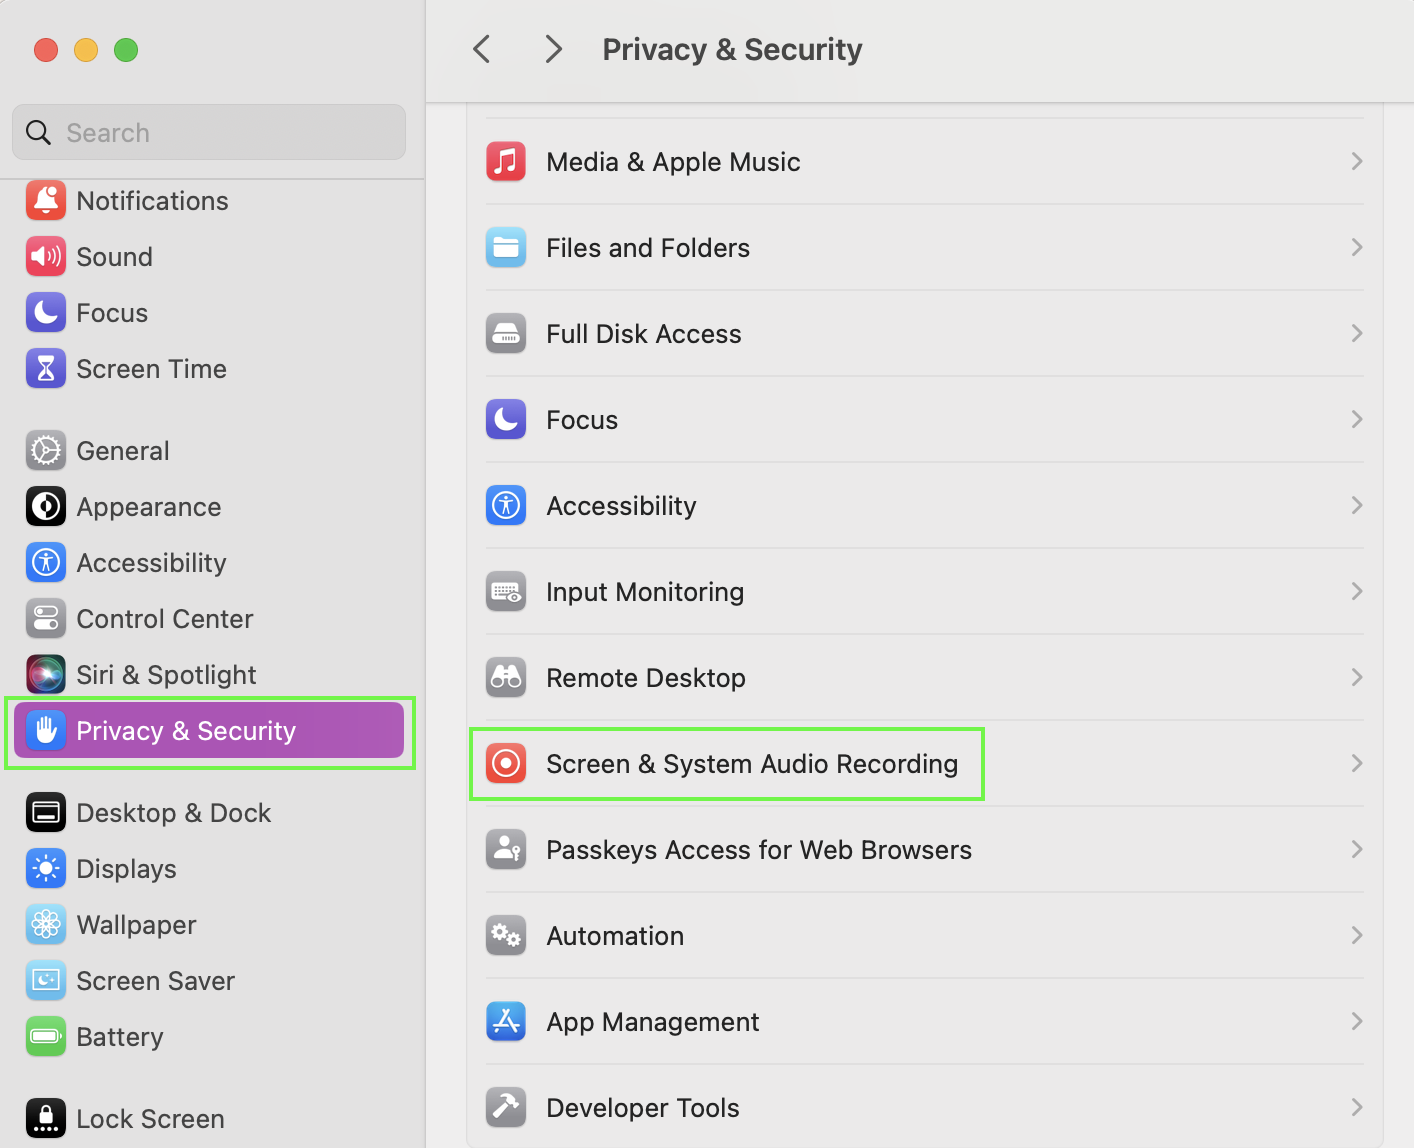 Search
Notifications
Sound
Focus
Screen Time
General
Appearance
Accessibility
Control Center
Siri & Spotlight
Privacy & Security
Desktop & Dock
Displays
Wallpaper
Screen Saver
Battery
Lock Screen
Privacy & Security
Media & Apple Music
Files and Folders
Full Disk Access
Focus
Accessibility
Input Monitoring
Remote Desktop
Screen & System Audio Recording
Passkeys Access for Web Browsers
Automation
App Management
Developer Tools